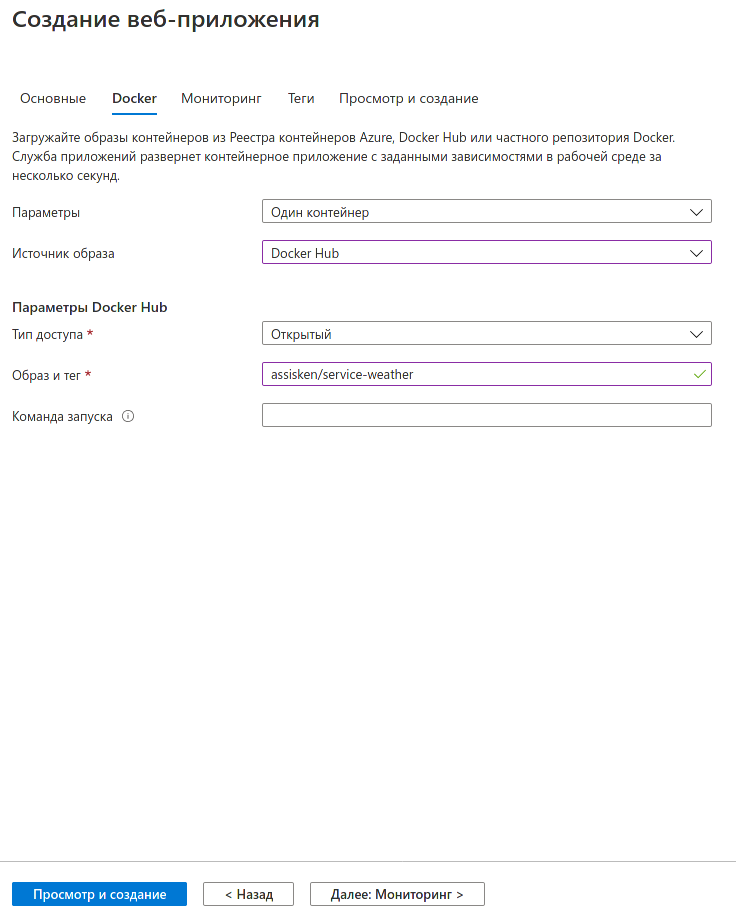 Создание веб-приложения
Основные Docker Мониторинг Теги Просмотр и создание
Загружайте образы контейнеров из Реестра контейнеров Azure, Docker Hub или частного репозитория Docker.
Служба приложений развернет контейнерное приложение с заданными зависимостями в рабочей среде за
несколько секунд.
Параметры Один контейнер
Источник образа Docker Hub
Параметры Docker Hub
Тип доступа * Открытый
Образ и тег * assisken/service-weather
Команда запуска
Просмотр и создание < Назад Далее: Мониторинг >